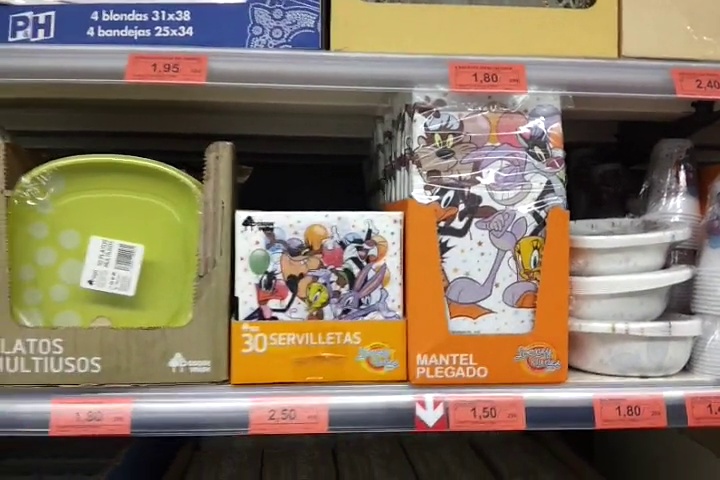 PH
4 blondas 31x38
4 bandejas 25x34
1,95
1,80
2,40
LATOS
MULTIUSOS
30 SERVILLETAS
MANTEL
PLEGADO
1,80
2,50
1,50
1,80